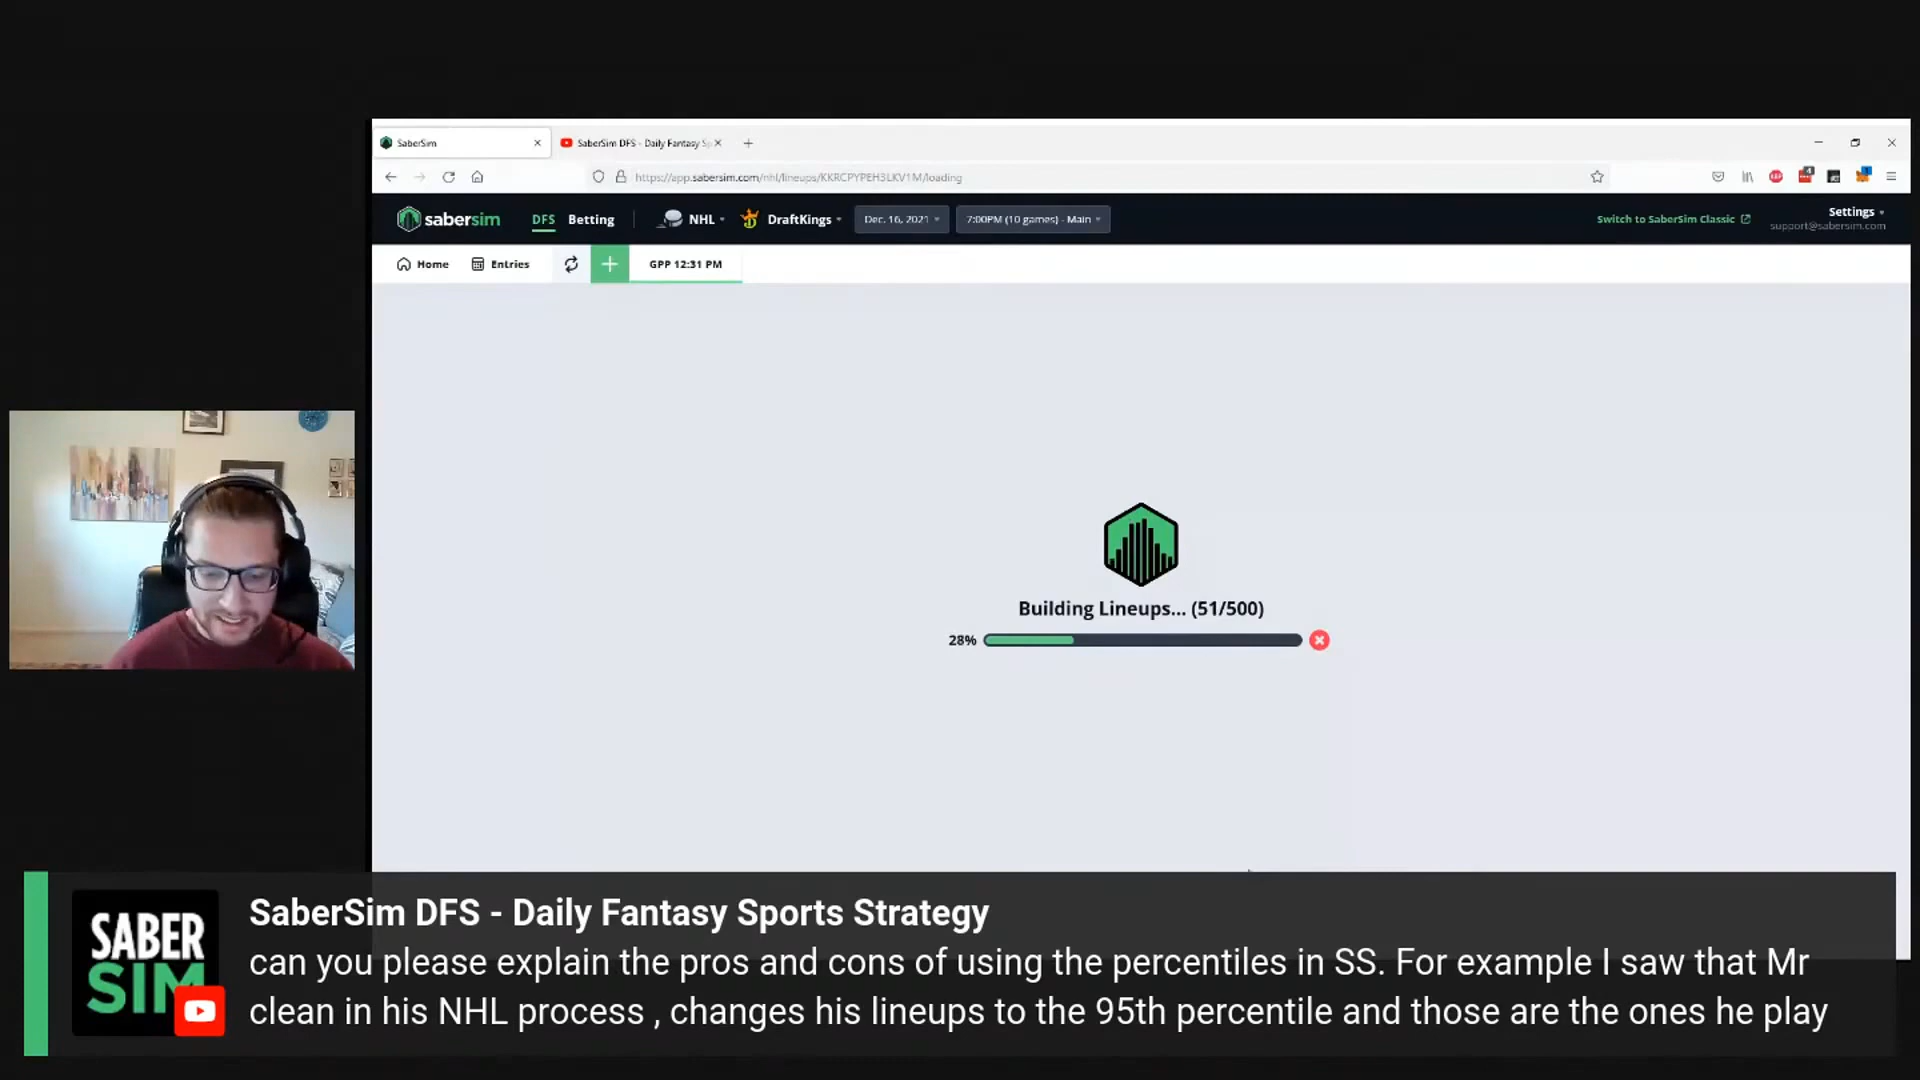 SaberSim
SaberSim DFS - Daily Fantasy Sp
https://app.sabersim.com/nhl/lineups/KKRCPYPEH3LKV1M/loading
sabersim
DFS
Betting
NHL
DraftKings
Dec. 16, 2021
7:00PM (10 games) - Main
Switch to SaberSim Classic
Settings
support@sabersim.com
Home
Entries
GPP 12:31 PM
Building Lineups... (51/500)
28%
SABER
SIM
SaberSim DFS - Daily Fantasy Sports Strategy
can you please explain the pros and cons of using the percentiles in SS. For example I saw that Mr
clean in his NHL process , changes his lineups to the 95th percentile and those are the ones he play